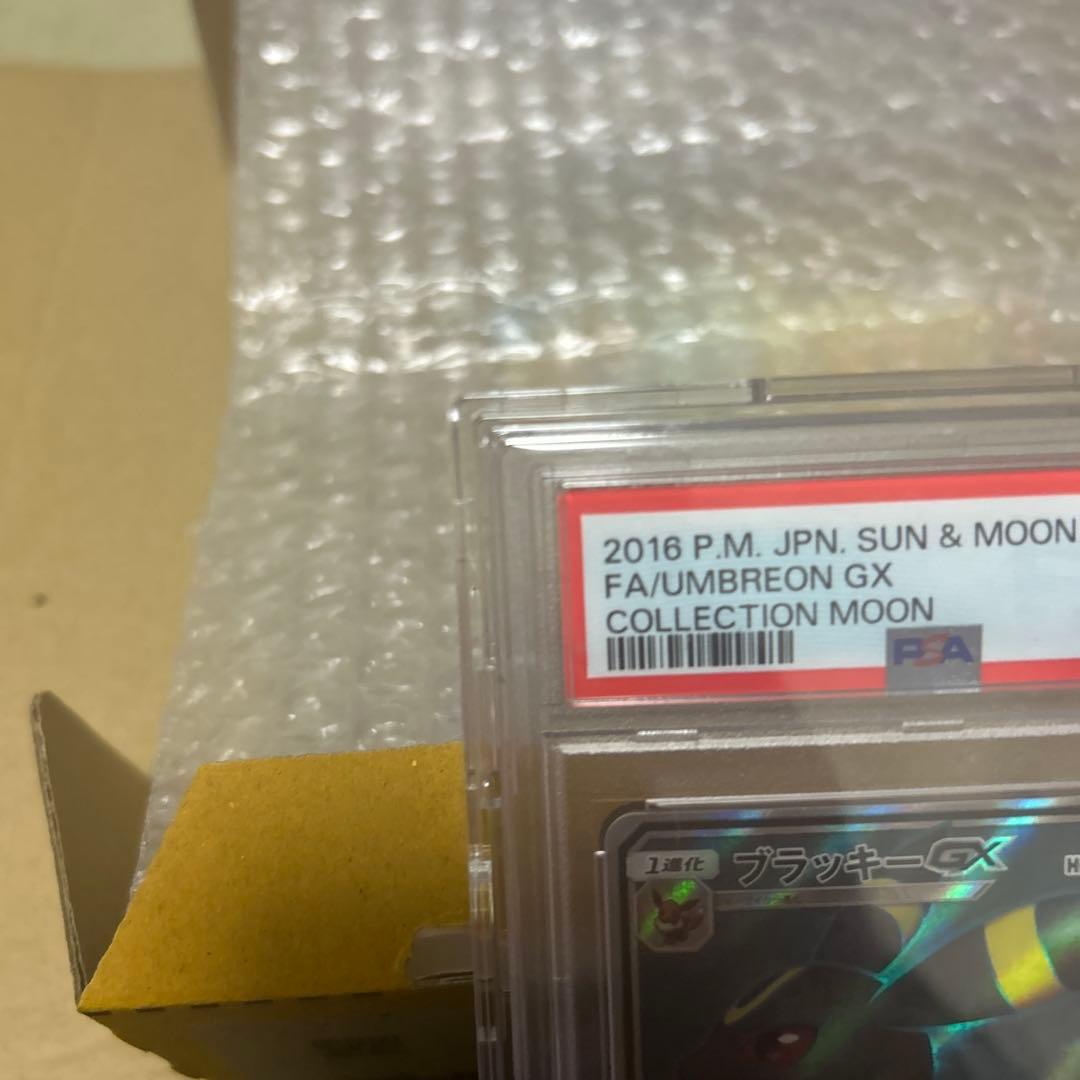 2016 P.M. JPN. SUN & MOON
FA/UMBREON GX
COLLECTION MOON
PSA
1進化 ブラッキーGX